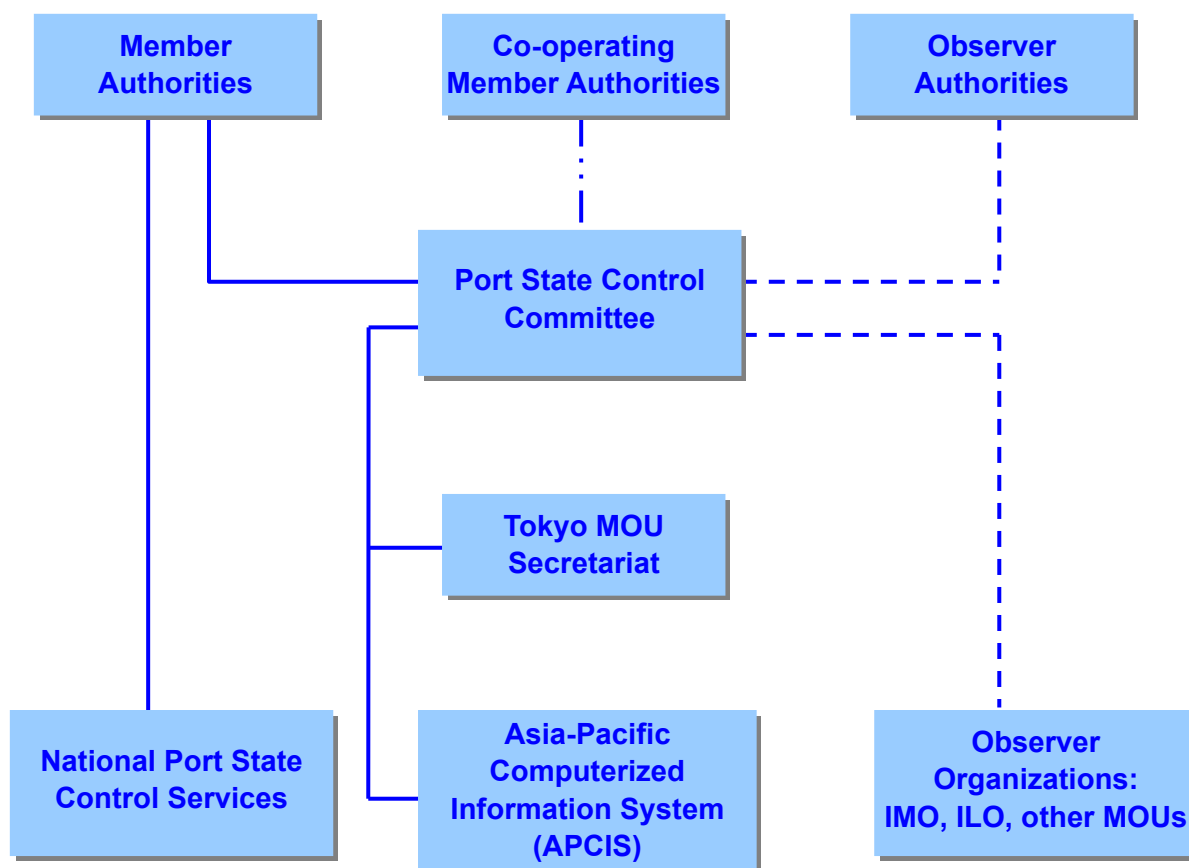 Member
Authorities
Co-operating
Member Authorities
Observer
Authorities
Port State Control
Committee
Tokyo MOU
Secretariat
National Port State
Control Services
Asia-Pacific
Computerized
Information System
(APCIS)
Observer
Organizations:
IMO, ILO, other MOUs